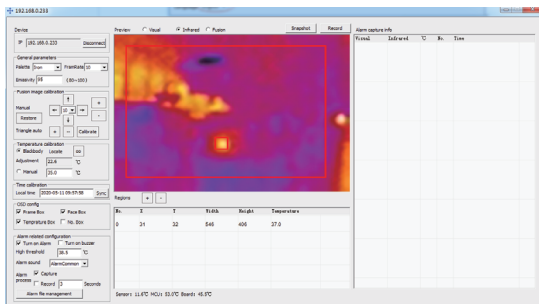 192.168.0.233
Device
IP 192.168.0.233 Disconnect
General parameters
Palette Iron FramRate 10
Emissivity 95 (80~100)
Fusion image calibration
↑ +
Manual ← 10 → -
Restore ↓
Triangle auto + -- Calibrate
Temperature calibration
Blackbody Locate
Adjustment 22.6 ℃
Manual 20.0 ℃
Time calibration
Local time 2020-03-11 09:57:58 Sync
OSD config
Frame Box Face Box
Temprature Box No. Box
Alarm related configuration
Turn on Alarm Turn on buzzer
High threshold 38.5 ℃
Alarm sound AlarmCommon
Alarm process Capture
Record 3 Seconds
Alarm file management
Preview Visual Infrared Fusion Snapshot Record
Regions + -
No. X Y Width Height Temperature
0 31 32 546 406 37.0
Sensor: 11.6℃ MCU: 53.0℃ Board: 45.5℃
Alarm capture info
Visual Infrared ℃ No. Time